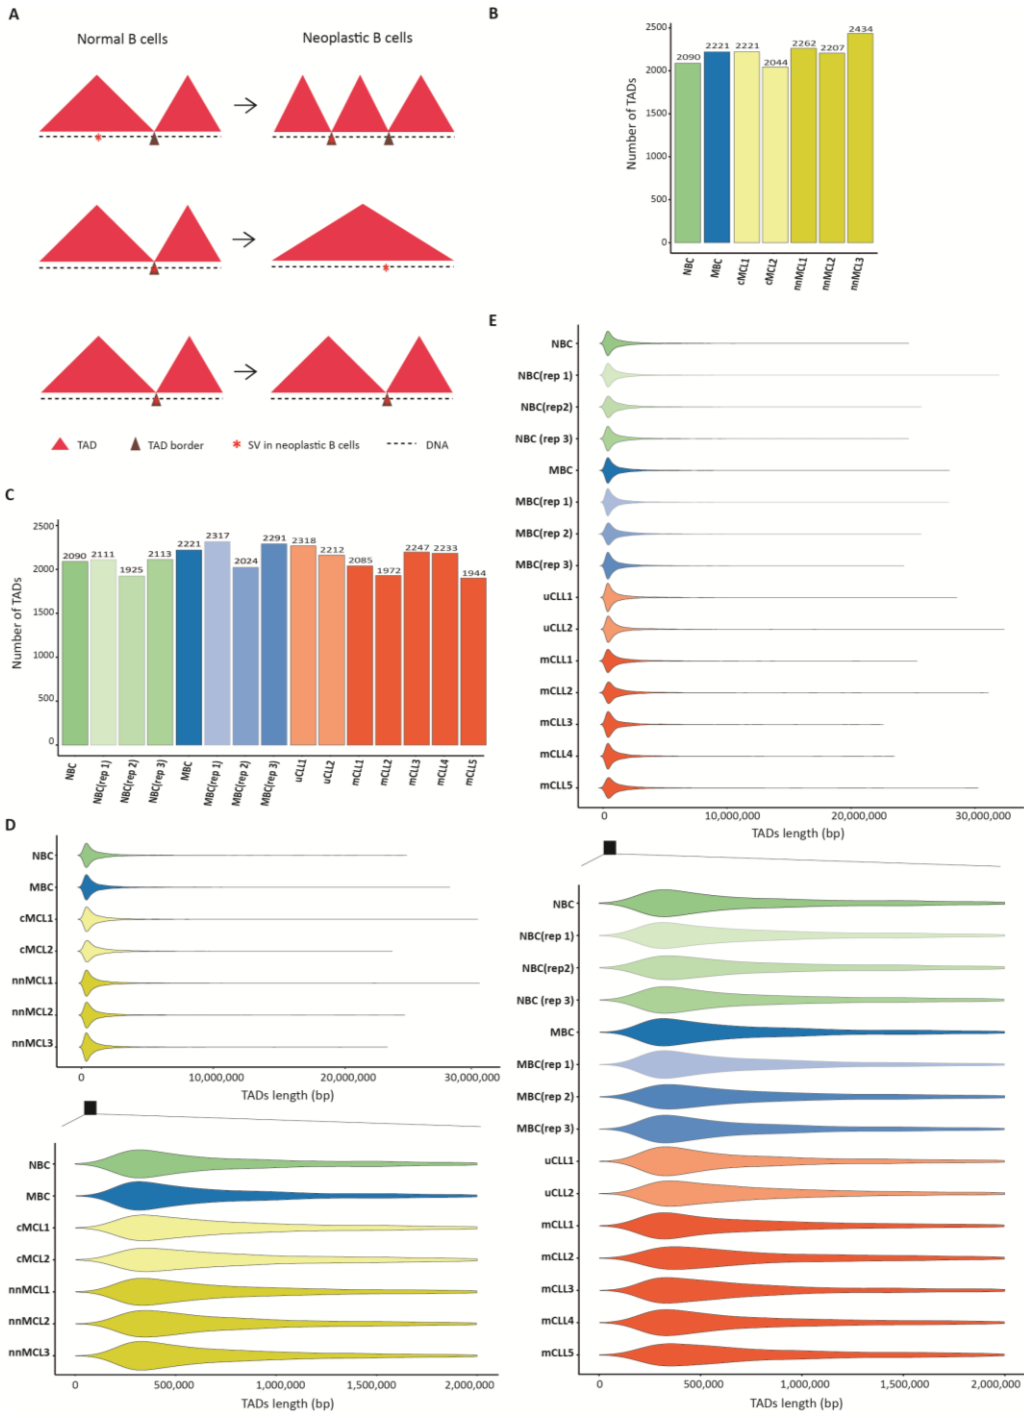 A
Normal B cells
Neoplastic B cells
TAD
TAD border
SV in neoplastic B cells
DNA
B
Number of TADs
2500
2000
1500
1000
500
0
2090
2221
2221
2044
2262
2207
2434
NBC
MBC
cMCL1
cMCL2
nnMCL1
nnMCL2
nnMCL3
C
Number of TADs
2500
2000
1500
1000
500
0
2090
2111
1925
2113
2221
2317
2024
2291
2318
2212
2085
1972
2247
2233
1944
NBC
NBC(rep 1)
NBC(rep 2)
NBC(rep 3)
MBC
MBC(rep 1)
MBC(rep 2)
MBC(rep 3)
uCLL1
uCLL2
mCLL1
mCLL2
mCLL3
mCLL4
mCLL5
D
NBC
MBC
cMCL1
cMCL2
nnMCL1
nnMCL2
nnMCL3
0
10,000,000
20,000,000
30,000,000
TADs length (bp)
NBC
MBC
cMCL1
cMCL2
nnMCL1
nnMCL2
nnMCL3
0
500,000
1,000,000
1,500,000
2,000,000
TADs length (bp)
E
NBC
NBC(rep 1)
NBC(rep2)
NBC (rep 3)
MBC
MBC(rep 1)
MBC(rep 2)
MBC(rep 3)
uCLL1
uCLL2
mCLL1
mCLL2
mCLL3
mCLL4
mCLL5
0
10,000,000
20,000,000
30,000,000
TADs length (bp)
NBC
NBC(rep 1)
NBC(rep2)
NBC (rep 3)
MBC
MBC(rep 1)
MBC(rep 2)
MBC(rep 3)
uCLL1
uCLL2
mCLL1
mCLL2
mCLL3
mCLL4
mCLL5
0
500,000
1,000,000
1,500,000
2,000,000
TADs length (bp)